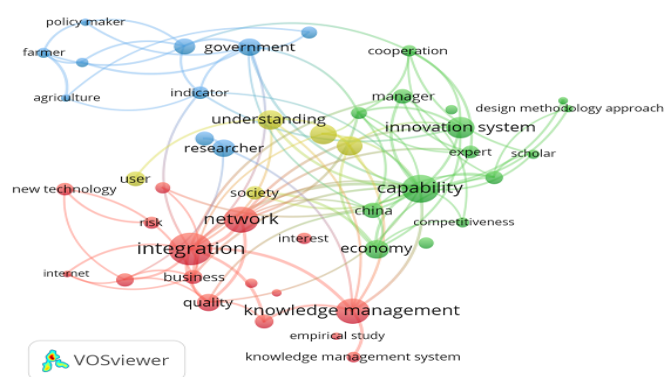 policy maker
government
farmer
cooperation
agriculture
indicator
manager
design methodology approach
understanding
innovation system
researcher
expert
scholar
user
new technology
society
capability
network
china
risk
competitiveness
integration
interest
economy
internet
business
quality
knowledge management
empirical study
knowledge management system
VOSviewer